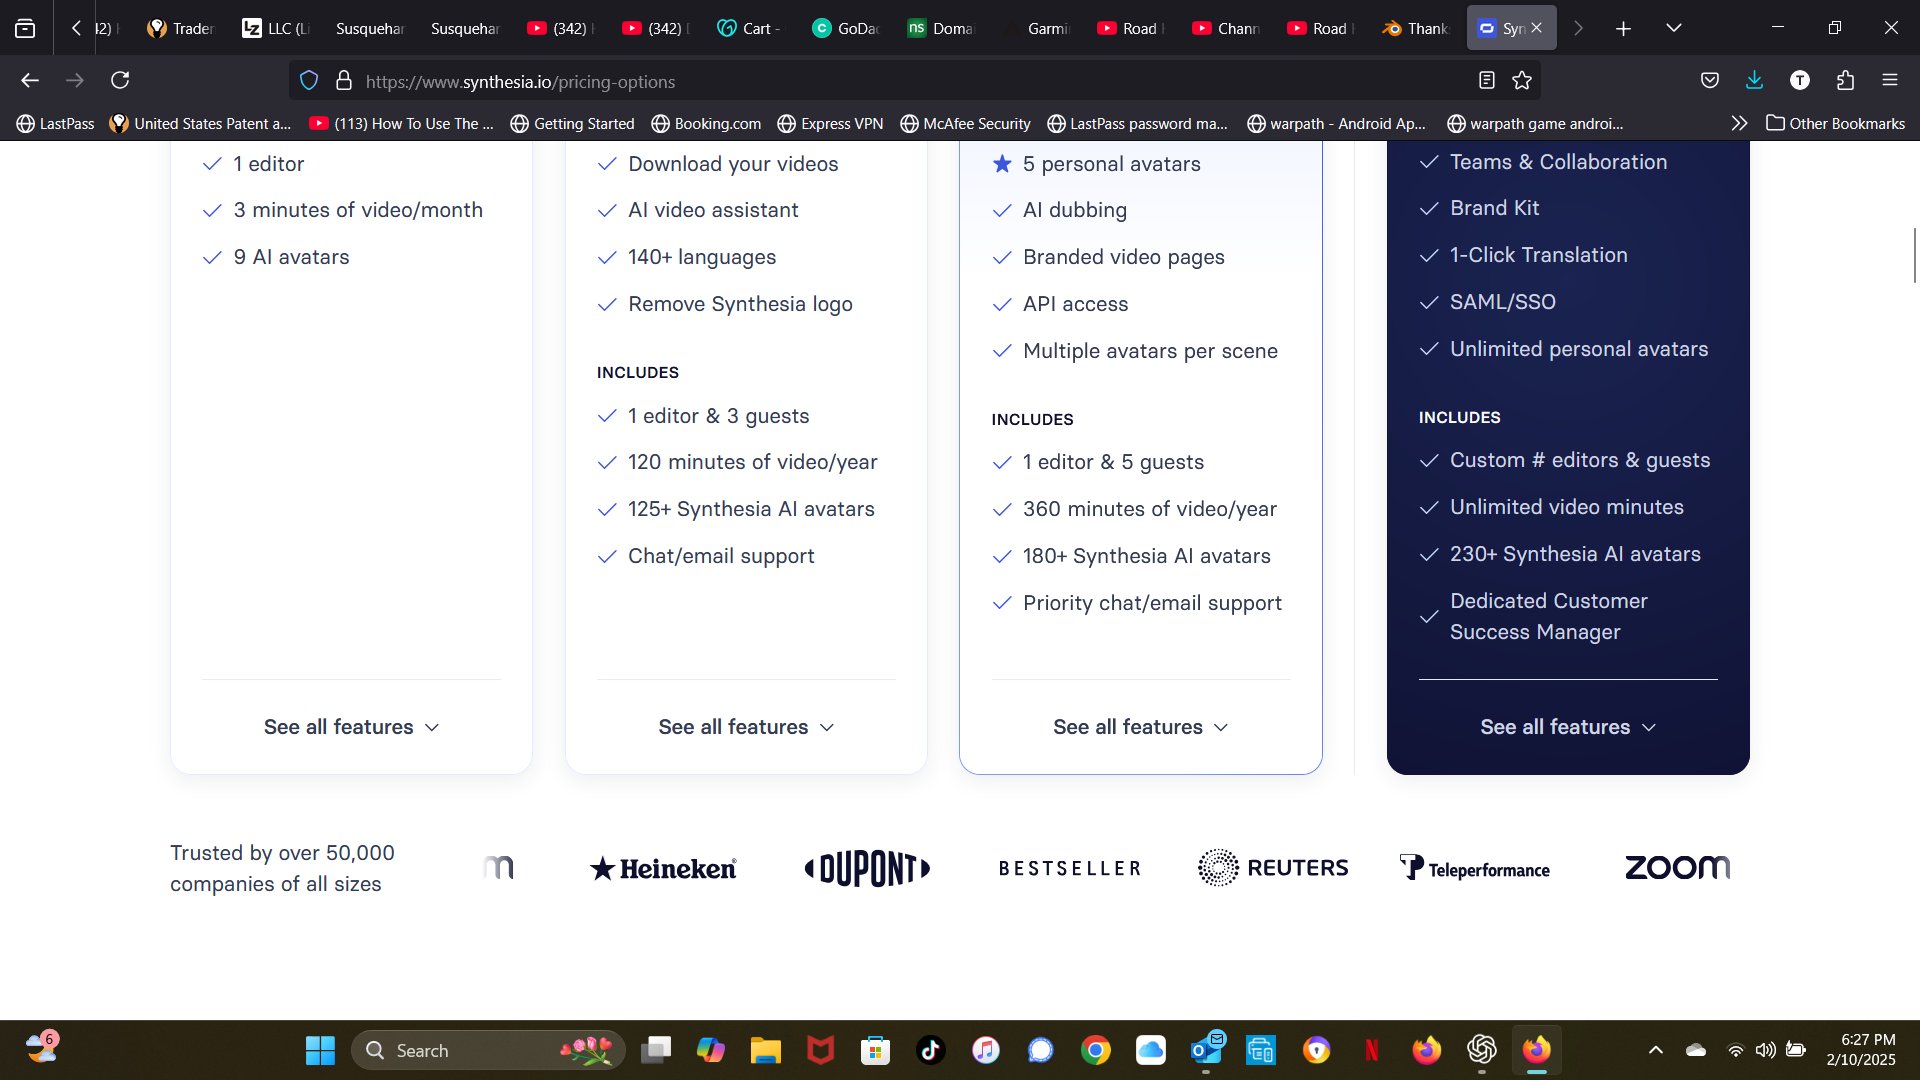 42) I
Trader
LLC (Li
Susquehan
Susquehan
(342) I
(342) [
Cart -
GoDad
Domai
Garmi
Road I
Chann
Road I
Thanks
Syn
https://www.synthesia.io/pricing-options
LastPass
United States Patent a...
(113) How To Use The ...
Getting Started
Booking.com
Express VPN
McAfee Security
LastPass password ma...
warpath - Android Ap...
warpath game androi...
Other Bookmarks
1 editor
3 minutes of video/month
9 AI avatars
See all features
Download your videos
AI video assistant
140+ languages
Remove Synthesia logo
INCLUDES
1 editor & 3 guests
120 minutes of video/year
125+ Synthesia AI avatars
Chat/email support
See all features
5 personal avatars
AI dubbing
Branded video pages
API access
Multiple avatars per scene
INCLUDES
1 editor & 5 guests
360 minutes of video/year
180+ Synthesia AI avatars
Priority chat/email support
See all features
Teams & Collaboration
Brand Kit
1-Click Translation
SAML/SSO
Unlimited personal avatars
INCLUDES
Custom # editors & guests
Unlimited video minutes
230+ Synthesia AI avatars
Dedicated Customer
Success Manager
See all features
Trusted by over 50,000
companies of all sizes
m
Heineken
DUPONT
BESTSELLER
REUTERS
Teleperformance
zoom
6
Search
6:27 PM
2/10/2025